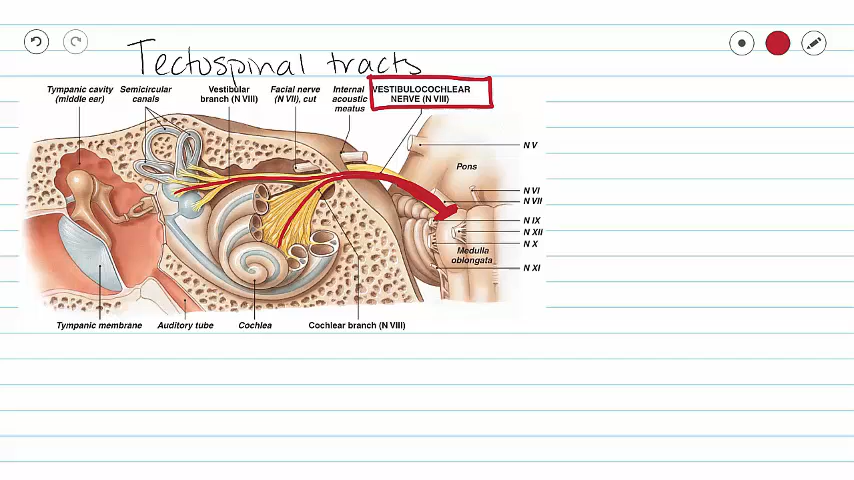 Tectospinal tracts
Tympanic cavity
(middle ear)
Semicircular
canals
Vestibular
branch (N VIII)
Facial nerve
(N VII), cut
Internal
acoustic
meatus
VESTIBULOCOCHLEAR
NERVE (N VIII)
N V
Pons
N VI
N VII
N IX
N XII
N X
Medulla
oblongata
N XI
Tympanic membrane
Auditory tube
Cochlea
Cochlear branch (N VIII)